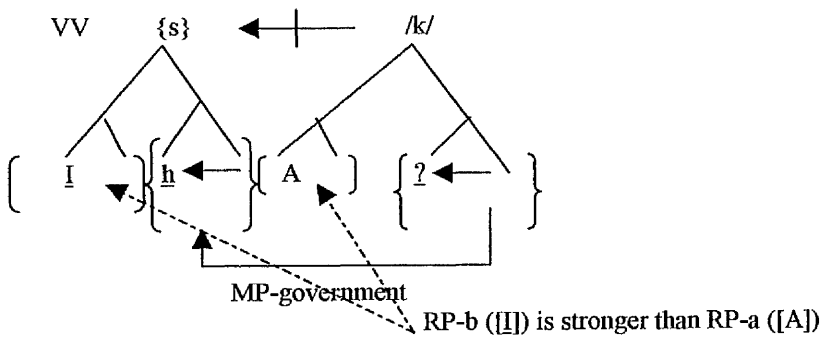 VV {s} /k/
( I ) { h } ( A ) { ? }
MP-government
RP-b ([I]) is stronger than RP-a ([A])